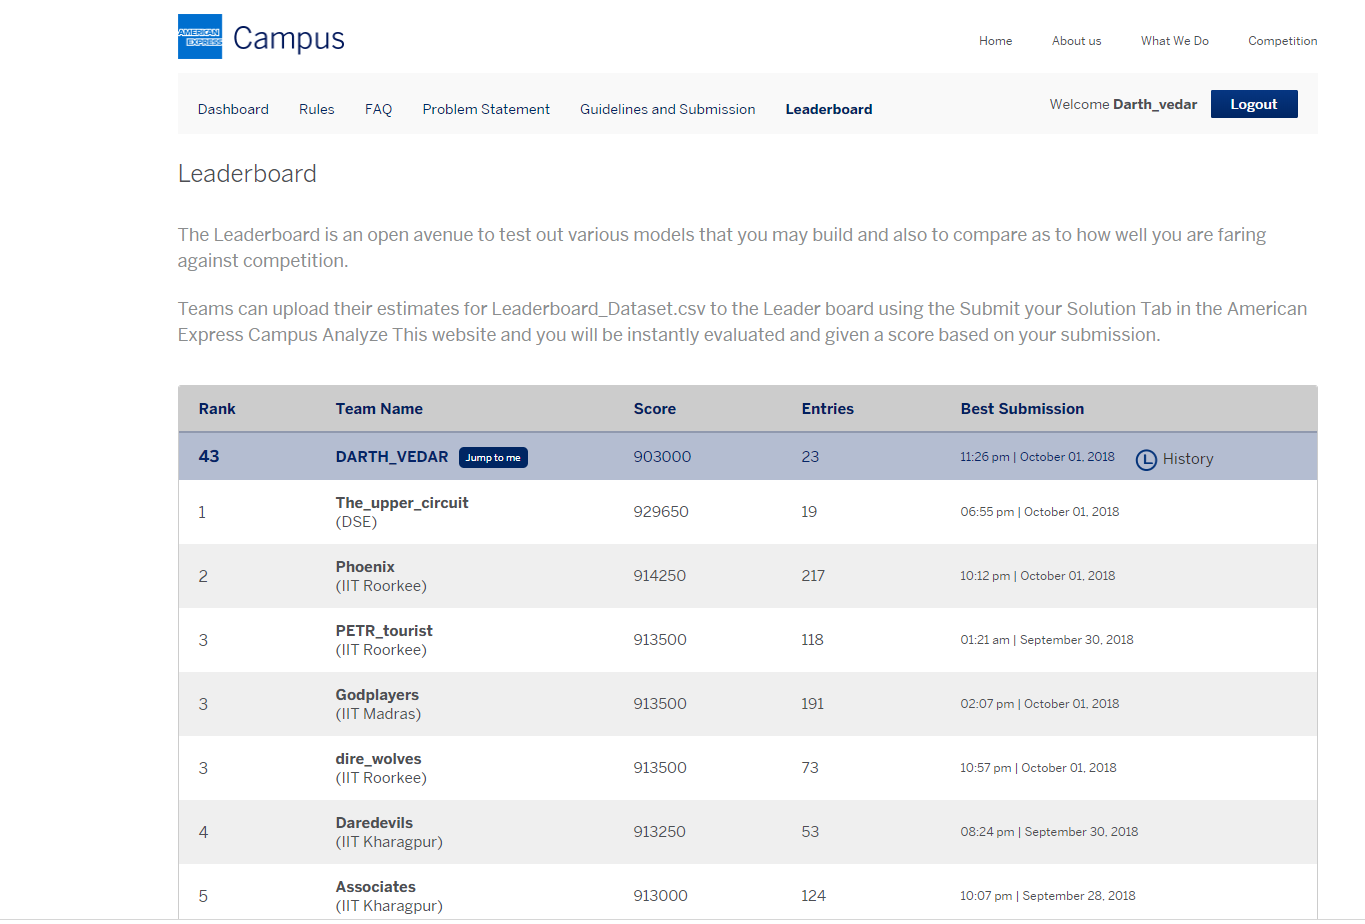 AMERICAN
EXPRESS
Campus
Home About us What We Do Competition
Dashboard Rules FAQ Problem Statement Guidelines and Submission Leaderboard Welcome Darth_vedar Logout
Leaderboard
The Leaderboard is an open avenue to test out various models that you may build and also to compare as to how well you are faring
against competition.
Teams can upload their estimates for Leaderboard_Dataset.csv to the Leader board using the Submit your Solution Tab in the American
Express Campus Analyze This website and you will be instantly evaluated and given a score based on your submission.
Rank Team Name Score Entries Best Submission
43 DARTH_VEDAR Jump to me 903000 23 11:26 pm | October 01, 2018 History
1 The_upper_circuit 929650 19 06:55 pm | October 01, 2018
(DSE)
2 Phoenix 914250 217 10:12 pm | October 01, 2018
(IIT Roorkee)
3 PETR_tourist 913500 118 01:21 am | September 30, 2018
(IIT Roorkee)
3 Godplayers 913500 191 02:07 pm | October 01, 2018
(IIT Madras)
3 dire_wolves 913500 73 10:57 pm | October 01, 2018
(IIT Roorkee)
4 Daredevils 913250 53 08:24 pm | September 30, 2018
(IIT Kharagpur)
5 Associates 913000 124 10:07 pm | September 28, 2018
(IIT Kharagpur)